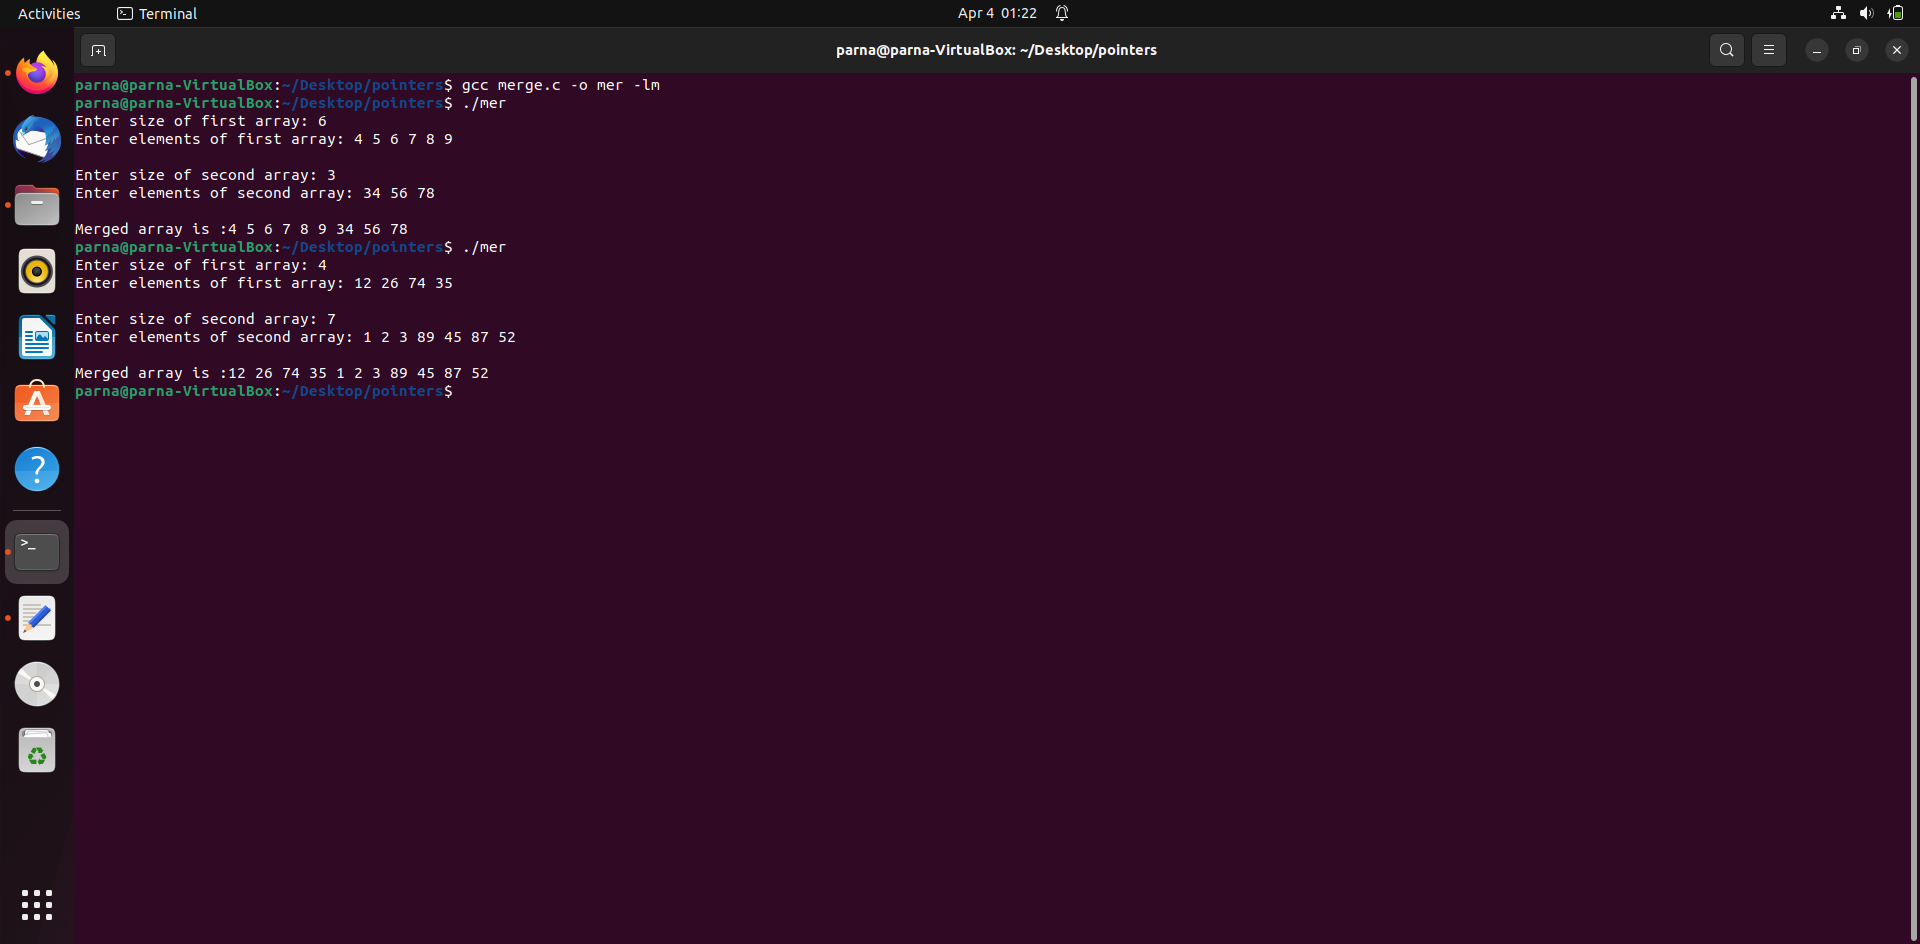 Activities Terminal Apr 4 01:22
parna@parna-VirtualBox: ~/Desktop/pointers
parna@parna-VirtualBox:~/Desktop/pointers$ gcc merge.c -o mer -lm
parna@parna-VirtualBox:~/Desktop/pointers$ ./mer
Enter size of first array: 6
Enter elements of first array: 4 5 6 7 8 9
Enter size of second array: 3
Enter elements of second array: 34 56 78
Merged array is :4 5 6 7 8 9 34 56 78
parna@parna-VirtualBox:~/Desktop/pointers$ ./mer
Enter size of first array: 4
Enter elements of first array: 12 26 74 35
Enter size of second array: 7
Enter elements of second array: 1 2 3 89 45 87 52
Merged array is :12 26 74 35 1 2 3 89 45 87 52
parna@parna-VirtualBox:~/Desktop/pointers$